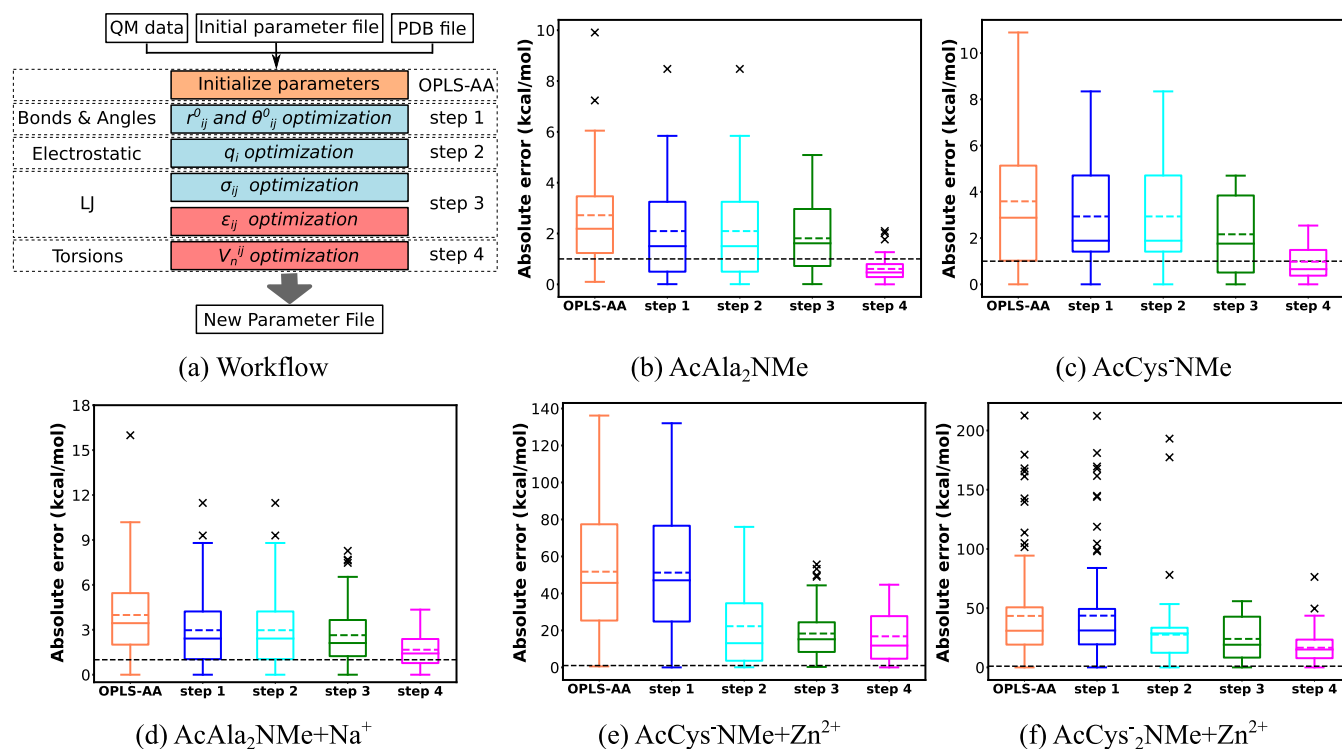 QM data
Initial parameter file
PDB file
Initialize parameters
OPLS-AA
Bonds & Angles
r⁰ᵢⱼ and θ⁰ᵢⱼ optimization
step 1
Electrostatic
qᵢ optimization
step 2
LJ
σᵢⱼ optimization
εᵢⱼ optimization
step 3
Torsions
Vₙⁱʲ optimization
step 4
New Parameter File
(a) Workflow
Absolute error (kcal/mol)
10
8
6
4
2
0
OPLS-AA step 1 step 2 step 3 step 4
(b) AcAla₂NMe
Absolute error (kcal/mol)
10
8
6
4
2
0
OPLS-AA step 1 step 2 step 3 step 4
(c) AcCys⁻NMe
Absolute error (kcal/mol)
18
15
12
9
6
3
0
OPLS-AA step 1 step 2 step 3 step 4
(d) AcAla₂NMe+Na⁺
Absolute error (kcal/mol)
140
120
100
80
60
40
20
0
OPLS-AA step 1 step 2 step 3 step 4
(e) AcCys⁻NMe+Zn²⁺
Absolute error (kcal/mol)
200
150
100
50
0
OPLS-AA step 1 step 2 step 3 step 4
(f) AcCys⁻₂NMe+Zn²⁺